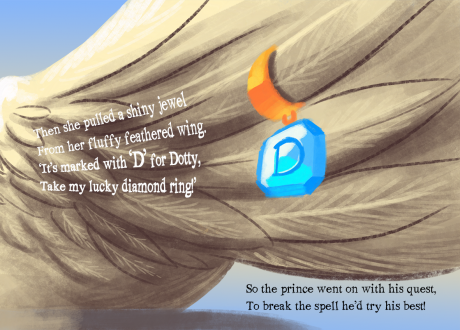 Then she pulled a shiny jewel
From her fluffy feathered wing.
‘It's marked with ‘D’ for Dotty,
Take my lucky diamond ring!’
D
So the prince went on with his quest,
To break the spell he'd try his best!